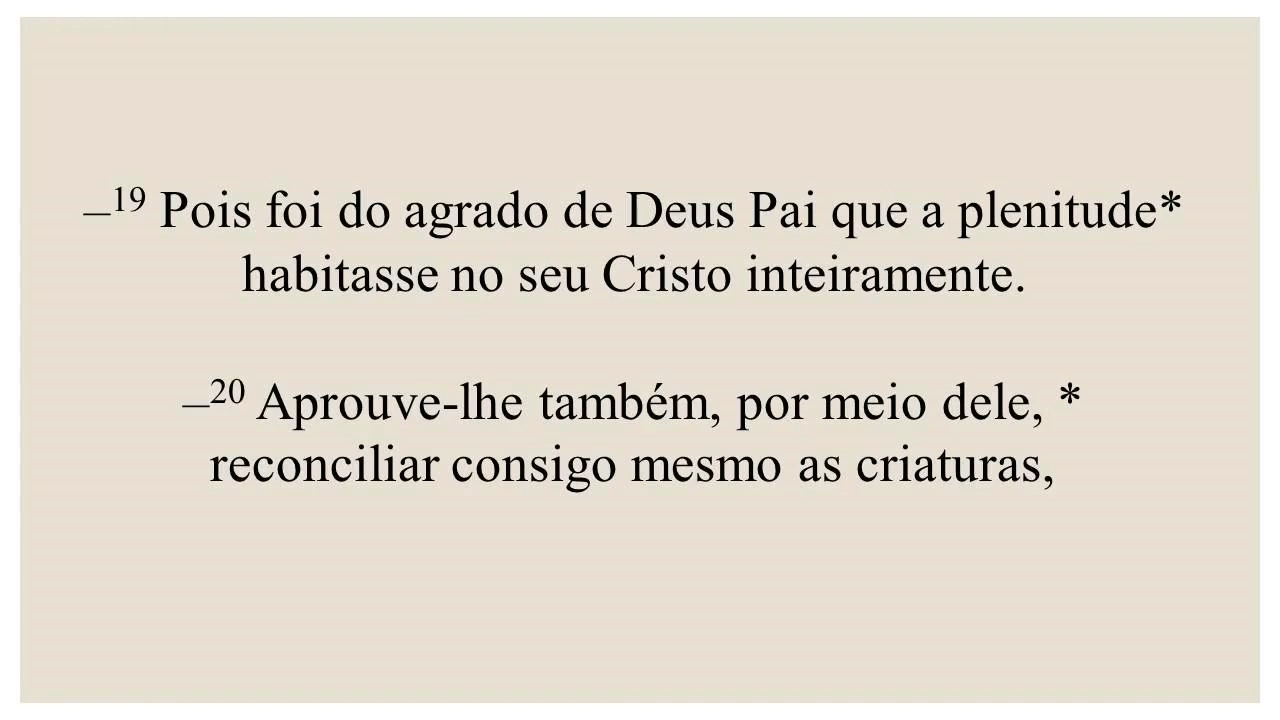 –19 Pois foi do agrado de Deus Pai que a plenitude*
habitasse no seu Cristo inteiramente.
–20 Aprouve-lhe também, por meio dele, *
reconciliar consigo mesmo as criaturas,